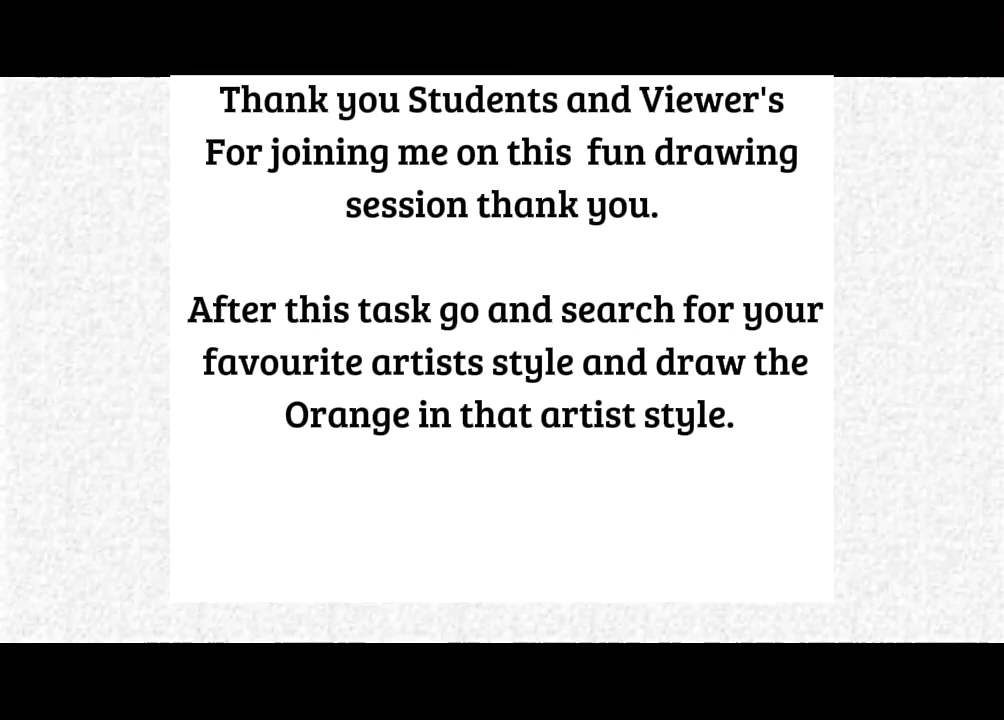 Thank you Students and Viewer's
For joining me on this  fun drawing
session thank you.
After this task go and search for your
favourite artists style and draw the
Orange in that artist style.